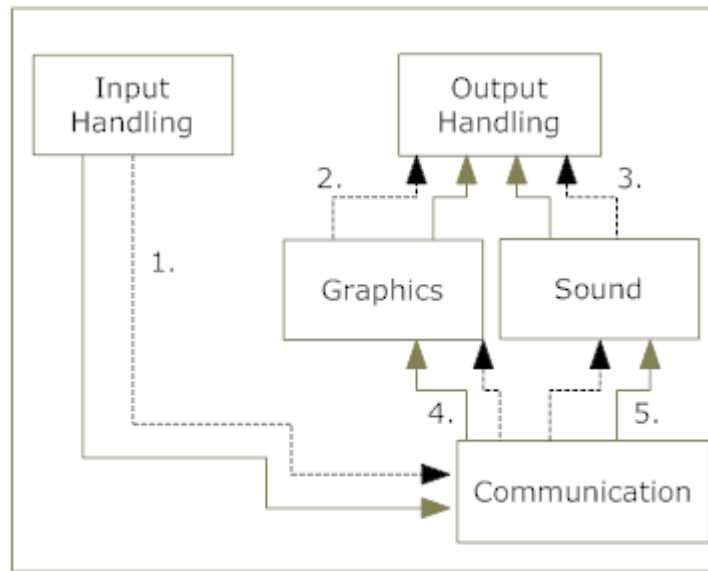 Input
Handling
Output
Handling
2.
3.
1.
Graphics
Sound
4.
5.
Communication